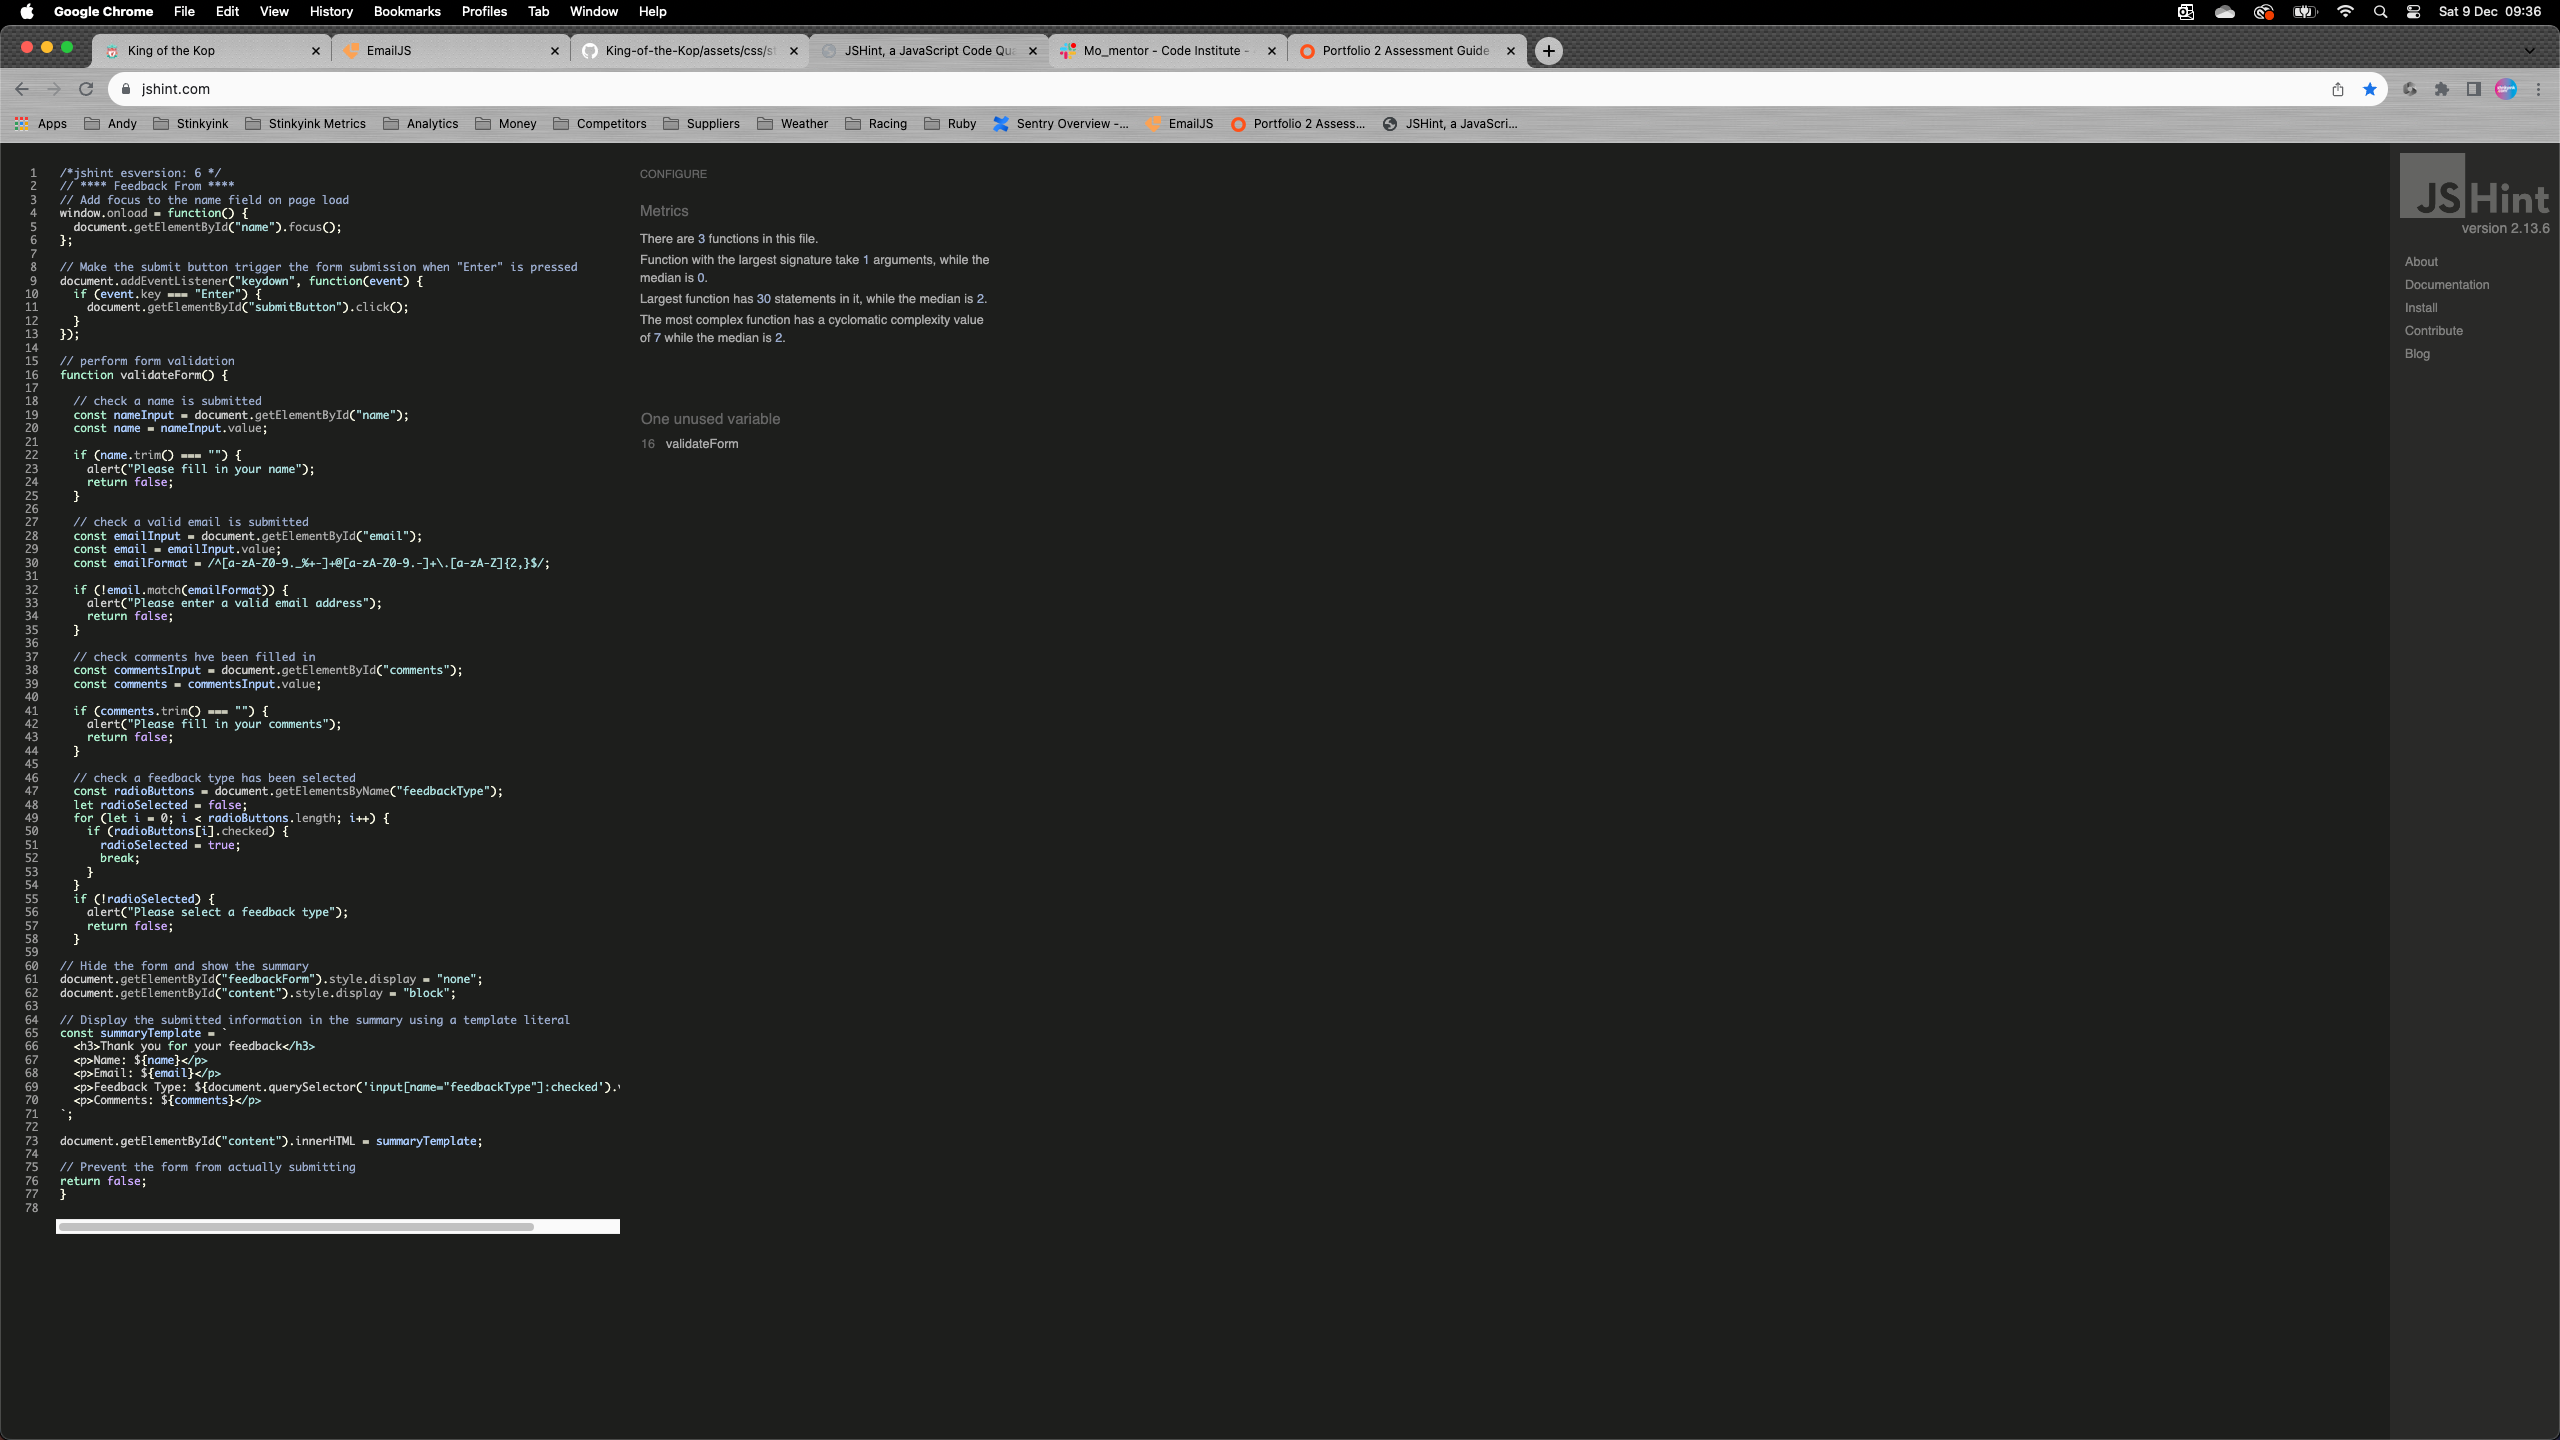 Google Chrome File Edit View History Bookmarks Profiles Tab Window Help Sat 9 Dec 09:36
King of the Kop EmailJS King-of-the-Kop/assets/css/st JSHint, a JavaScript Code Qua Mo_mentor - Code Institute - Portfolio 2 Assessment Guide
jshint.com
Apps Andy Stinkyink Stinkyink Metrics Analytics Money Competitors Suppliers Weather Racing Ruby Sentry Overview -... EmailJS Portfolio 2 Assess... JSHint, a JavaScri...
1 /*jshint esversion: 6 */
2 // **** Feedback From ****
3 // Add focus to the name field on page load
4 window.onload = function() {
5 document.getElementById("name").focus();
6 };
7
8 // Make the submit button trigger the form submission when "Enter" is pressed
9 document.addEventListener("keydown", function(event) {
10 if (event.key === "Enter") {
11 document.getElementById("submitButton").click();
12 }
13 });
14
15 // perform form validation
16 function validateForm() {
17
18 // check a name is submitted
19 const nameInput = document.getElementById("name");
20 const name = nameInput.value;
21
22 if (name.trim() === "") {
23 alert("Please fill in your name");
24 return false;
25 }
26
27 // check a valid email is submitted
28 const emailInput = document.getElementById("email");
29 const email = emailInput.value;
30 const emailFormat = /^[a-zA-Z0-9._%+-]+@[a-zA-Z0-9.-]+\.[a-zA-Z]{2,}$/;
31
32 if (!email.match(emailFormat)) {
33 alert("Please enter a valid email address");
34 return false;
35 }
36
37 // check comments hve been filled in
38 const commentsInput = document.getElementById("comments");
39 const comments = commentsInput.value;
40
41 if (comments.trim() === "") {
42 alert("Please fill in your comments");
43 return false;
44 }
45
46 // check a feedback type has been selected
47 const radioButtons = document.getElementsByName("feedbackType");
48 let radioSelected = false;
49 for (let i = 0; i < radioButtons.length; i++) {
50 if (radioButtons[i].checked) {
51 radioSelected = true;
52 break;
53 }
54 }
55 if (!radioSelected) {
56 alert("Please select a feedback type");
57 return false;
58 }
59
60 // Hide the form and show the summary
61 document.getElementById("feedbackForm").style.display = "none";
62 document.getElementById("content").style.display = "block";
63
64 // Display the submitted information in the summary using a template literal
65 const summaryTemplate = `
66 <h3>Thank you for your feedback</h3>
67 <p>Name: ${name}</p>
68 <p>Email: ${email}</p>
69 <p>Feedback Type: ${document.querySelector('input[name="feedbackType"]:checked').
70 <p>Comments: ${comments}</p>
71 `;
72
73 document.getElementById("content").innerHTML = summaryTemplate;
74
75 // Prevent the form from actually submitting
76 return false;
77 }
78
CONFIGURE
Metrics
There are 3 functions in this file.
Function with the largest signature take 1 arguments, while the
median is 0.
Largest function has 30 statements in it, while the median is 2.
The most complex function has a cyclomatic complexity value
of 7 while the median is 2.
One unused variable
16 validateForm
JSHint
version 2.13.6
About
Documentation
Install
Contribute
Blog